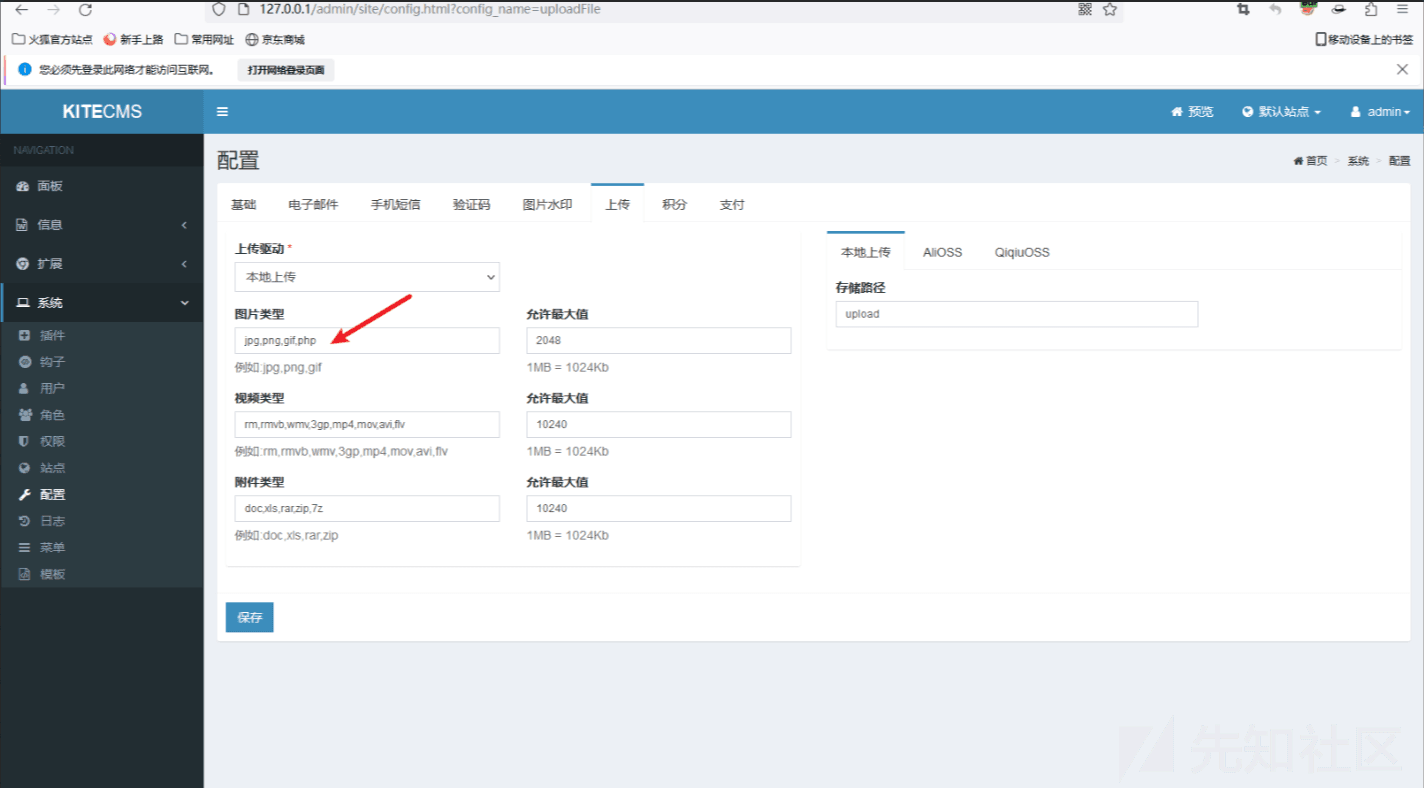 127.0.0.1/admin/site/config.html?config_name=uploadFile
火狐官方站点 新手上路 常用网址 京东商城 移动设备上的书签
您必须先登录此网络才能访问互联网。 打开网络登录页面
KITECMS 预览 默认站点 admin
NAVIGATION
面板
信息
扩展
系统
插件
钩子
用户
角色
权限
站点
配置
日志
菜单
模板
配置 首页 > 系统 > 配置
基础 电子邮件 手机短信 验证码 图片水印 上传 积分 支付
上传驱动 *
本地上传
图片类型 允许最大值
jpg,png,gif,php 2048
例如:jpg,png,gif 1MB = 1024Kb
视频类型 允许最大值
rm,rmvb,wmv,3gp,mp4,mov,avi,flv 10240
例如:rm,rmvb,wmv,3gp,mp4,mov,avi,flv 1MB = 1024Kb
附件类型 允许最大值
doc,xls,rar,zip,7z 10240
例如:doc,xls,rar,zip 1MB = 1024Kb
本地上传 AliOSS QiqiuOSS
存储路径
upload
保存
先知社区